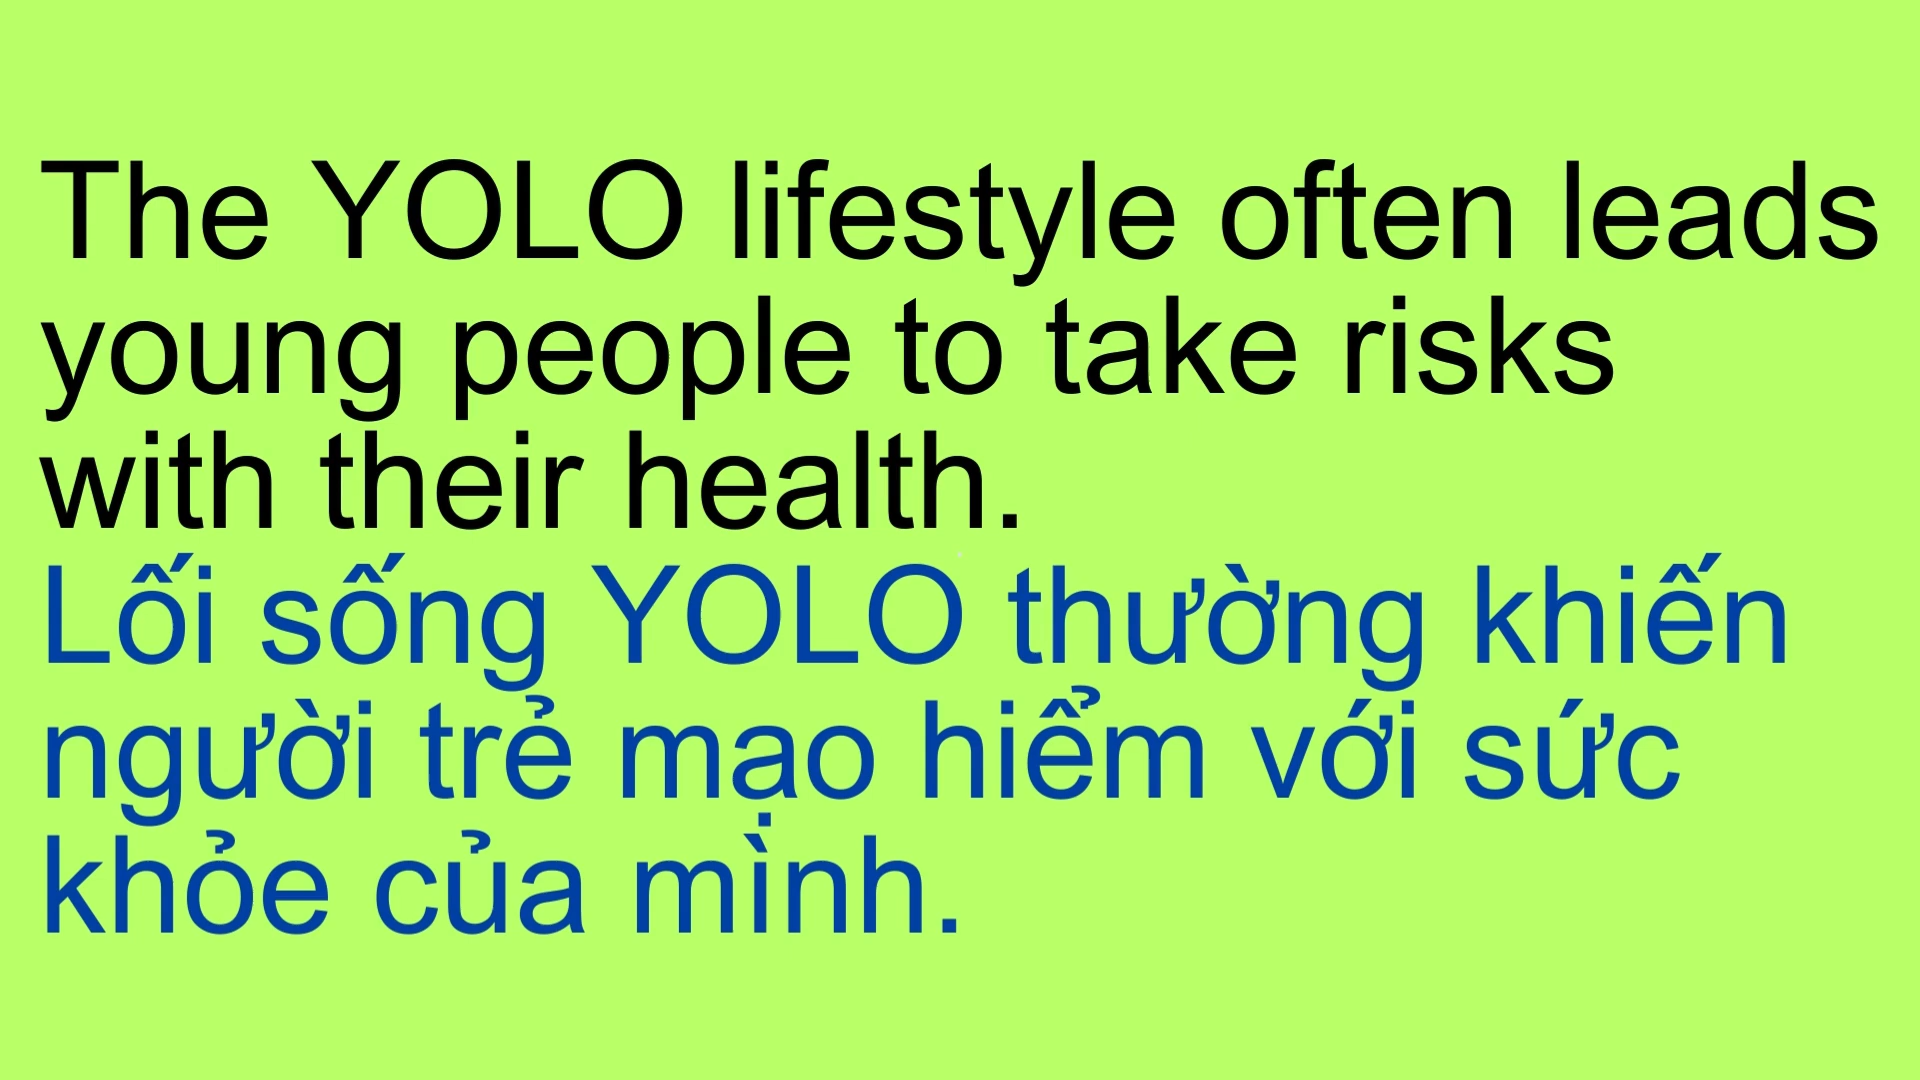 The YOLO lifestyle often leads
young people to take risks
with their health.
Lối sống YOLO thường khiến
người trẻ mạo hiểm với sức
khỏe của mình.